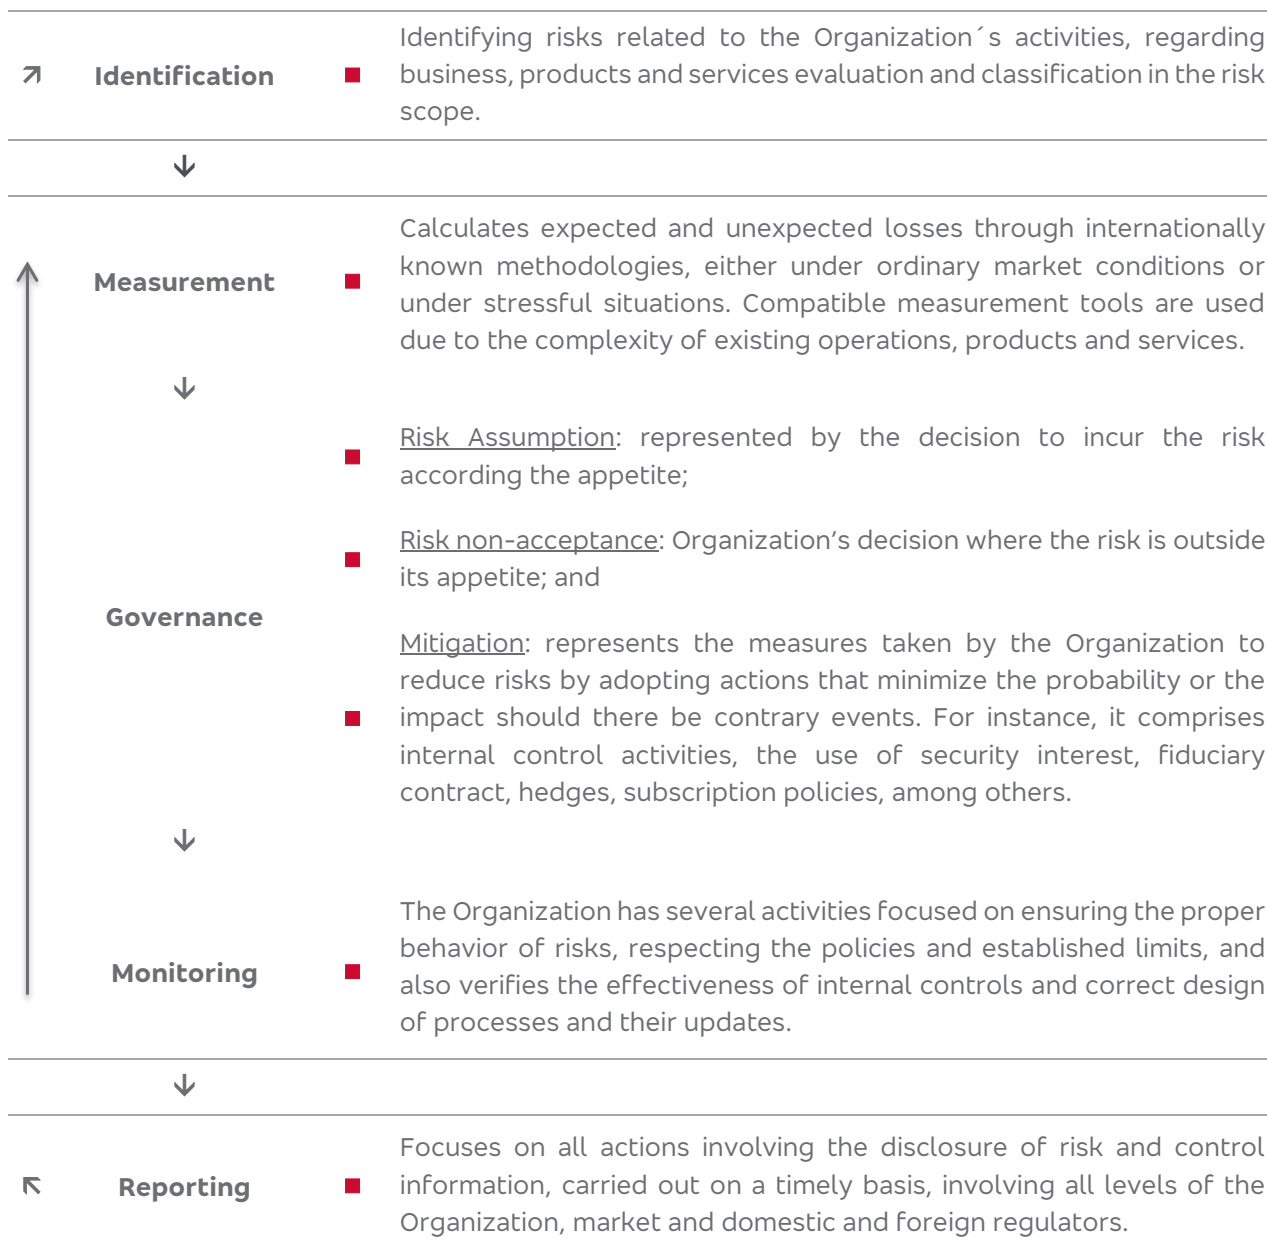 Identifying risks related to the Organization´s activities, regarding
Identification
business, products and services evaluation and classification in the risk
scope.
Calculates expected and unexpected losses through internationally
known methodologies, either under ordinary market conditions or
Measurement
under stressful situations. Compatible measurement tools are used
due to the complexity of existing operations, products and services.
Risk Assumption: represented by the decision to incur the risk
according the appetite;
Risk non-acceptance: Organization’s decision where the risk is outside
its appetite; and
Governance
Mitigation: represents the measures taken by the Organization to
reduce risks by adopting actions that minimize the probability or the
impact should there be contrary events. For instance, it comprises
internal control activities, the use of security interest, fiduciary
contract, hedges, subscription policies, among others.
The Organization has several activities focused on ensuring the proper
behavior of risks, respecting the policies and established limits, and
Monitoring
also verifies the effectiveness of internal controls and correct design
of processes and their updates.
Focuses on all actions involving the disclosure of risk and control
Reporting
information, carried out on a timely basis, involving all levels of the
Organization, market and domestic and foreign regulators.